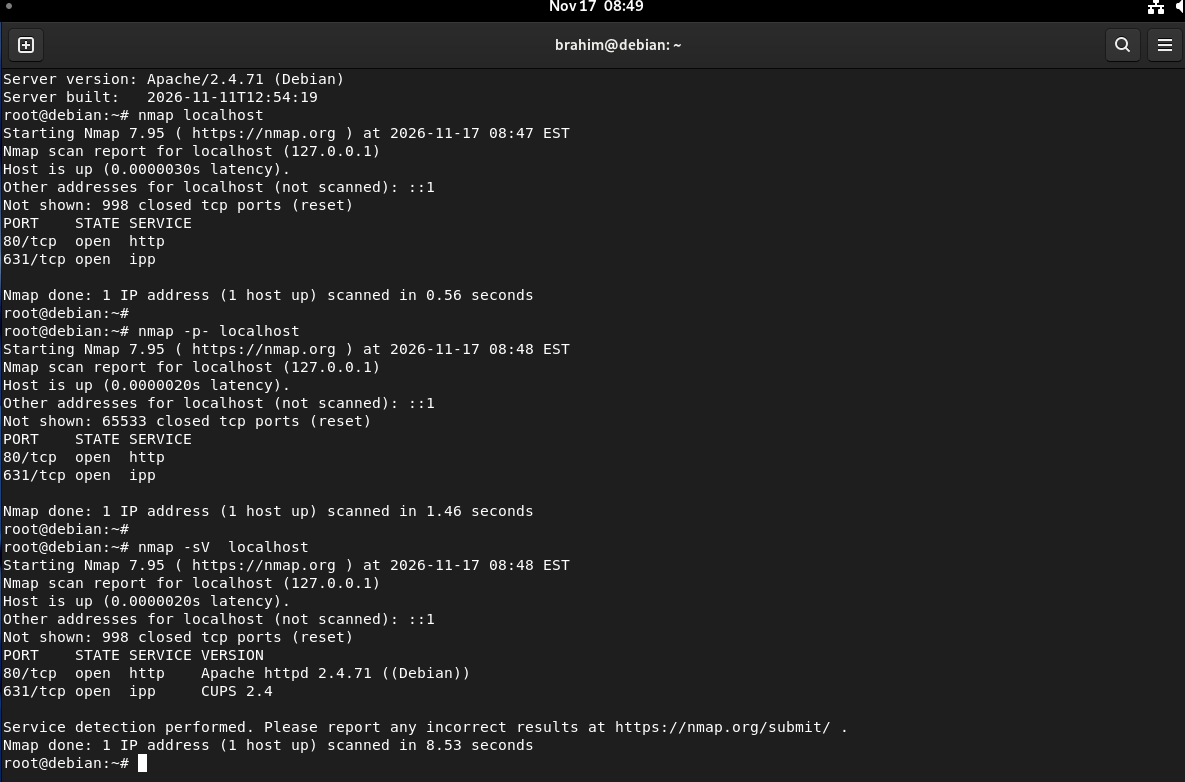 Nov 17 08:49
brahim@debian: ~
Server version: Apache/2.4.71 (Debian)
Server built:   2026-11-11T12:54:19
root@debian:~# nmap localhost
Starting Nmap 7.95 ( https://nmap.org ) at 2026-11-17 08:47 EST
Nmap scan report for localhost (127.0.0.1)
Host is up (0.0000030s latency).
Other addresses for localhost (not scanned): ::1
Not shown: 998 closed tcp ports (reset)
PORT    STATE SERVICE
80/tcp  open  http
631/tcp open  ipp

Nmap done: 1 IP address (1 host up) scanned in 0.56 seconds
root@debian:~#
root@debian:~# nmap -p- localhost
Starting Nmap 7.95 ( https://nmap.org ) at 2026-11-17 08:48 EST
Nmap scan report for localhost (127.0.0.1)
Host is up (0.0000020s latency).
Other addresses for localhost (not scanned): ::1
Not shown: 65533 closed tcp ports (reset)
PORT    STATE SERVICE
80/tcp  open  http
631/tcp open  ipp

Nmap done: 1 IP address (1 host up) scanned in 1.46 seconds
root@debian:~#
root@debian:~# nmap -sV  localhost
Starting Nmap 7.95 ( https://nmap.org ) at 2026-11-17 08:48 EST
Nmap scan report for localhost (127.0.0.1)
Host is up (0.0000020s latency).
Other addresses for localhost (not scanned): ::1
Not shown: 998 closed tcp ports (reset)
PORT    STATE SERVICE VERSION
80/tcp  open  http    Apache httpd 2.4.71 ((Debian))
631/tcp open  ipp     CUPS 2.4

Service detection performed. Please report any incorrect results at https://nmap.org/submit/ .
Nmap done: 1 IP address (1 host up) scanned in 8.53 seconds
root@debian:~#